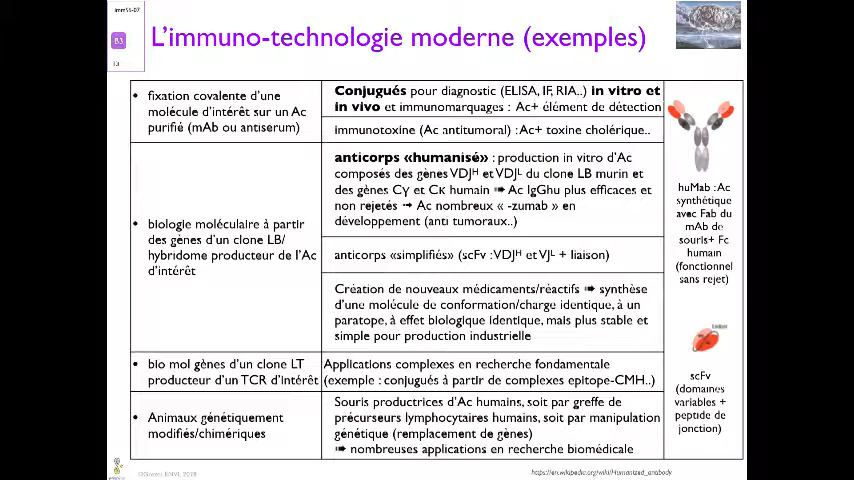 imm56-07
B3
L'immuno-technologie moderne (exemples)
• fixation covalente d'une
molécule d'intérêt sur un Ac
purifié (mAb ou antiserum)
Conjugués pour diagnostic (ELISA, IF, RIA..) in vitro et
in vivo et immunomarquages : Ac+ élément de détection
immunotoxine (Ac antitumoral) : Ac+ toxine cholérique..
• biologie moléculaire à partir
des gènes d'un clone LB/
hybridome producteur de l'Ac
d'intérêt
anticorps «humanisé» : production in vitro d'Ac
composés des gènes VDJH et VDJL du clone LB murin et
des gènes Cγ et Cκ humain ➠ Ac IgGhu plus efficaces et
non rejetés → Ac nombreux « -zumab » en
développement (anti tumoraux..)
anticorps «simplifiés» (scFv : VDJH et VJL + liaison)
Création de nouveaux médicaments/réactifs ➠ synthèse
d'une molécule de conformation/charge identique, à un
paratope, à effet biologique identique, mais plus stable et
simple pour production industrielle
• bio mol gènes d'un clone LT
producteur d'un TCR d'intérêt
Applications complexes en recherche fondamentale
(exemple : conjugués à partir de complexes epitope-CMH..)
• Animaux génétiquement
modifiés/chimériques
Souris productrices d'Ac humains, soit par greffe de
précurseurs lymphocytaires humains, soit par manipulation
génétique (remplacement de gènes)
➠ nombreuses applications en recherche biomédicale
huMab : Ac
synthétique
avec Fab du
mAb de
souris+ Fc
humain
(fonctionnel
sans rejet)
scFv
(domaines
variables +
peptide de
jonction)
https://en.wikipedia.org/wiki/Humanized_antibody